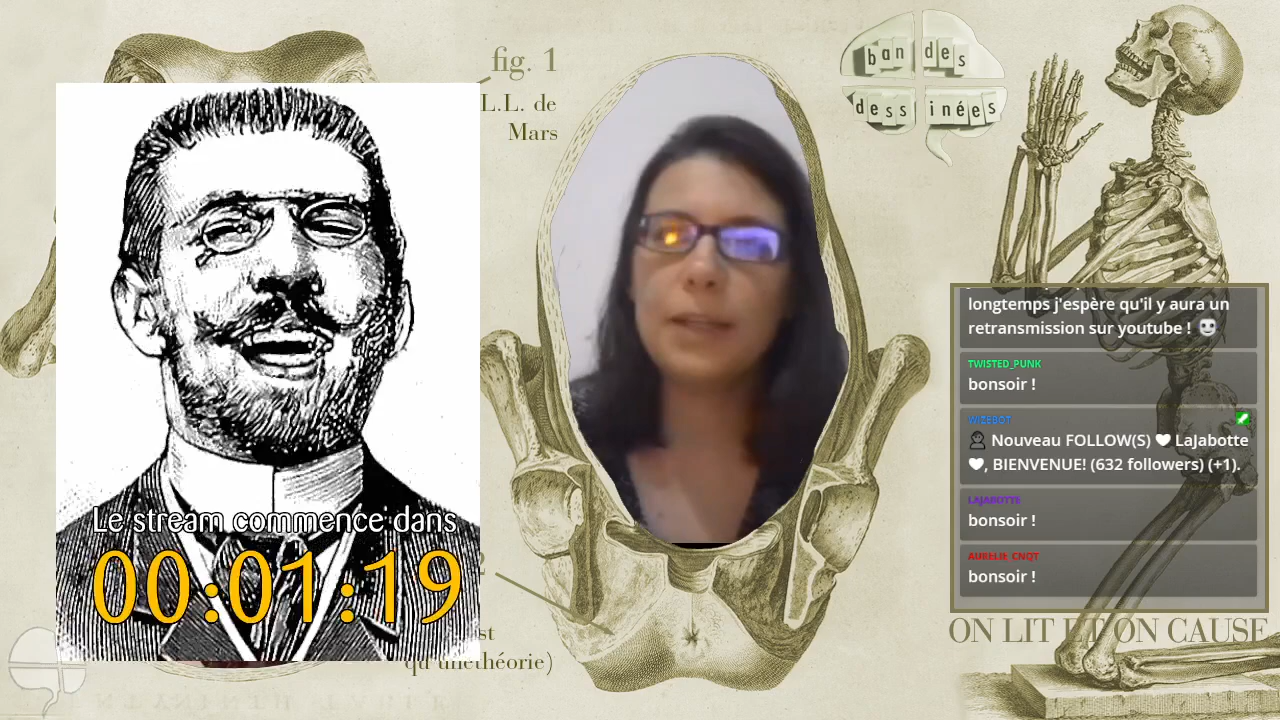 fig. 1
L.L. de
Mars
ban des
dess inées
Le stream commence dans
00:01:19
st
théorie)
longtemps j'espère qu'il y aura un
retransmission sur youtube !
TWISTED_PUNK
bonsoir !
WIZEBOT
Nouveau FOLLOW(S) LaJabotte
, BIENVENUE! (632 followers) (+1).
LAJABOTTE
bonsoir !
AURELIE_CNQT
bonsoir !
ON LIT ET ON CAUSE